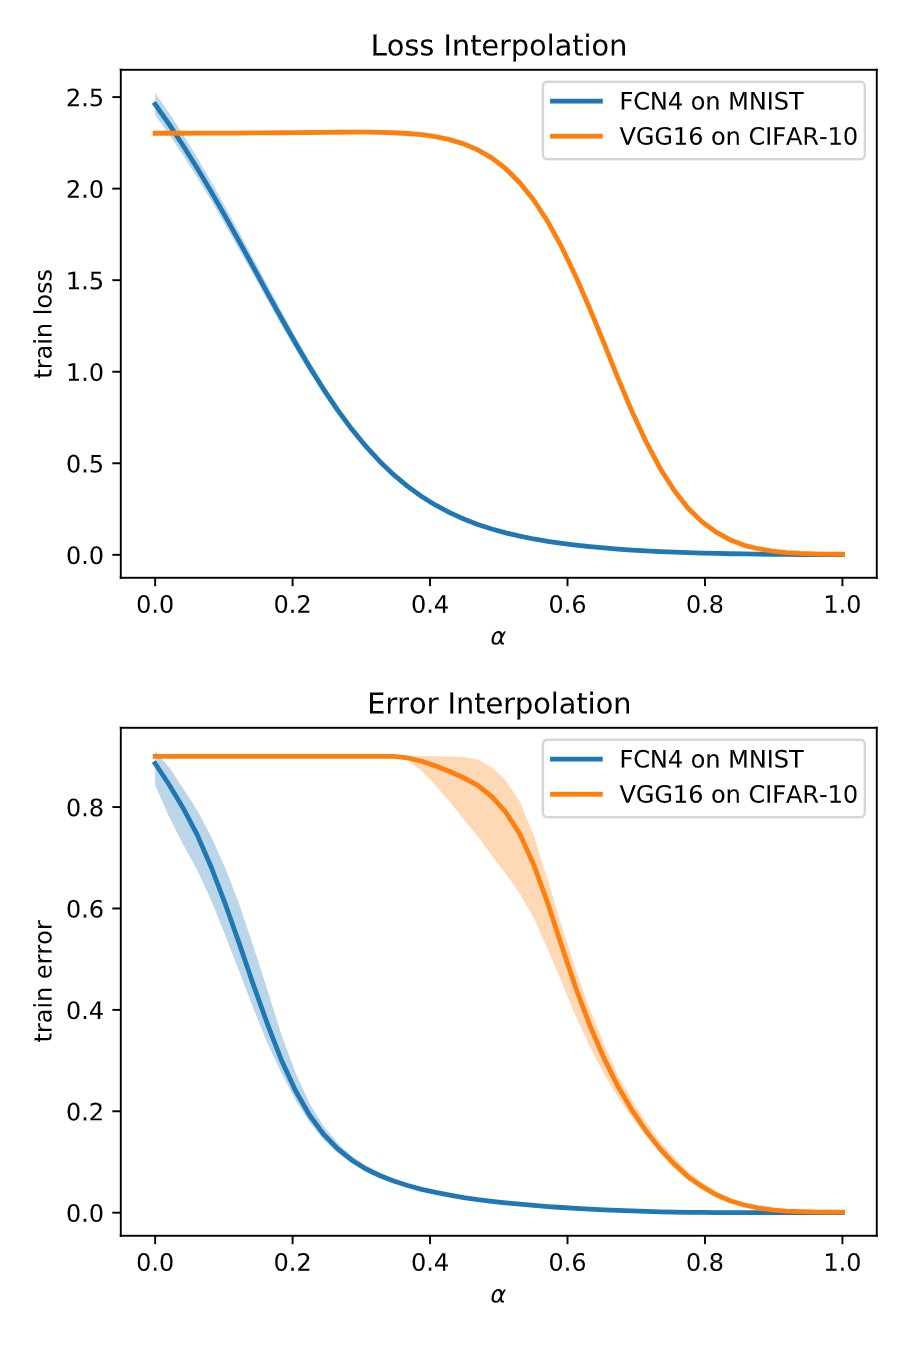 Loss Interpolation
FCN4 on MNIST
VGG16 on CIFAR-10
train loss
2.5
2.0
1.5
1.0
0.5
0.0
0.0 0.2 0.4 0.6 0.8 1.0
α
Error Interpolation
FCN4 on MNIST
VGG16 on CIFAR-10
train error
0.8
0.6
0.4
0.2
0.0
0.0 0.2 0.4 0.6 0.8 1.0
α